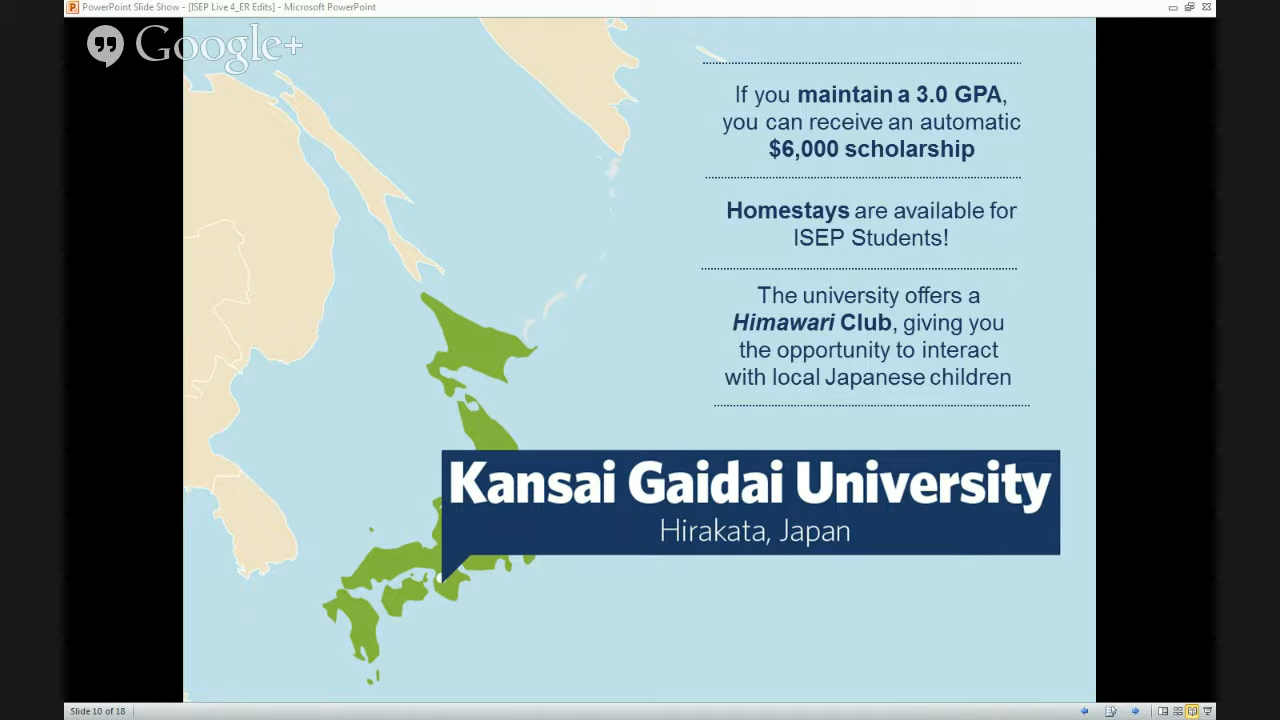 PowerPoint Slide Show - [ISEP Live 4_ER Edits] - Microsoft PowerPoint
Google+
If you maintain a 3.0 GPA,
you can receive an automatic
$6,000 scholarship
Homestays are available for
ISEP Students!
The university offers a
Himawari Club, giving you
the opportunity to interact
with local Japanese children
Kansai Gaidai University
Hirakata, Japan
Slide 10 of 18